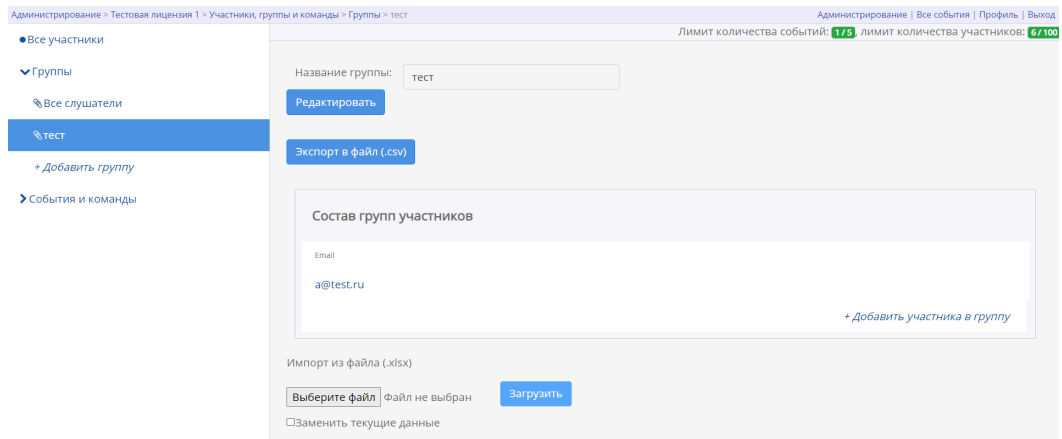 Администрирование > Тестовая лицензия 1 > Участники, группы и команды > Группы > тест
Администрирование | Все события | Профиль | Выход
Лимит количества событий: 1 / 5, лимит количества участников: 6 / 100
Все участники
Группы
Все слушатели
тест
+ Добавить группу
События и команды
Название группы: тест
Редактировать
Экспорт в файл (.csv)
Состав групп участников
Email
a@test.ru
+ Добавить участника в группу
Импорт из файла (.xlsx)
Выберите файл Файл не выбран Загрузить
Заменить текущие данные